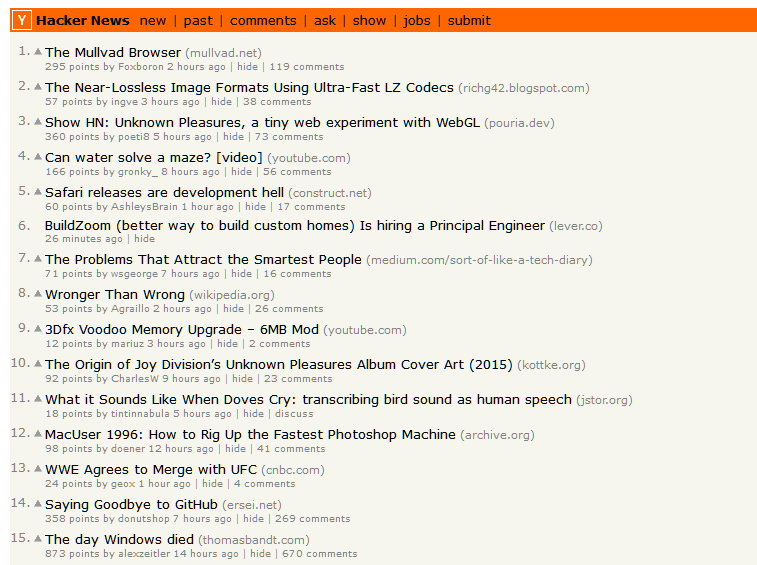 Y Hacker News new | past | comments | ask | show | jobs | submit
1. The Mullvad Browser (mullvad.net)
295 points by Foxboron 2 hours ago | hide | 119 comments
2. The Near-Lossless Image Formats Using Ultra-Fast LZ Codecs (richg42.blogspot.com)
57 points by ingve 3 hours ago | hide | 38 comments
3. Show HN: Unknown Pleasures, a tiny web experiment with WebGL (pouria.dev)
360 points by poeti8 5 hours ago | hide | 73 comments
4. Can water solve a maze? [video] (youtube.com)
166 points by gronky_ 8 hours ago | hide | 56 comments
5. Safari releases are development hell (construct.net)
60 points by AshleysBrain 1 hour ago | hide | 17 comments
6. BuildZoom (better way to build custom homes) Is hiring a Principal Engineer (lever.co)
26 minutes ago | hide
7. The Problems That Attract the Smartest People (medium.com/sort-of-like-a-tech-diary)
71 points by wsgeorge 7 hours ago | hide | 16 comments
8. Wronger Than Wrong (wikipedia.org)
53 points by Agraillo 2 hours ago | hide | 26 comments
9. 3Dfx Voodoo Memory Upgrade – 6MB Mod (youtube.com)
12 points by mariuz 3 hours ago | hide | 2 comments
10. The Origin of Joy Division’s Unknown Pleasures Album Cover Art (2015) (kottke.org)
92 points by CharlesW 9 hours ago | hide | 23 comments
11. What it Sounds Like When Doves Cry: transcribing bird sound as human speech (jstor.org)
18 points by tintinnabula 5 hours ago | hide | discuss
12. MacUser 1996: How to Rig Up the Fastest Photoshop Machine (archive.org)
98 points by doener 12 hours ago | hide | 41 comments
13. WWE Agrees to Merge with UFC (cnbc.com)
24 points by geox 1 hour ago | hide | 4 comments
14. Saying Goodbye to GitHub (ersei.net)
358 points by donutshop 7 hours ago | hide | 269 comments
15. The day Windows died (thomasbandt.com)
873 points by alexzeitler 14 hours ago | hide | 670 comments